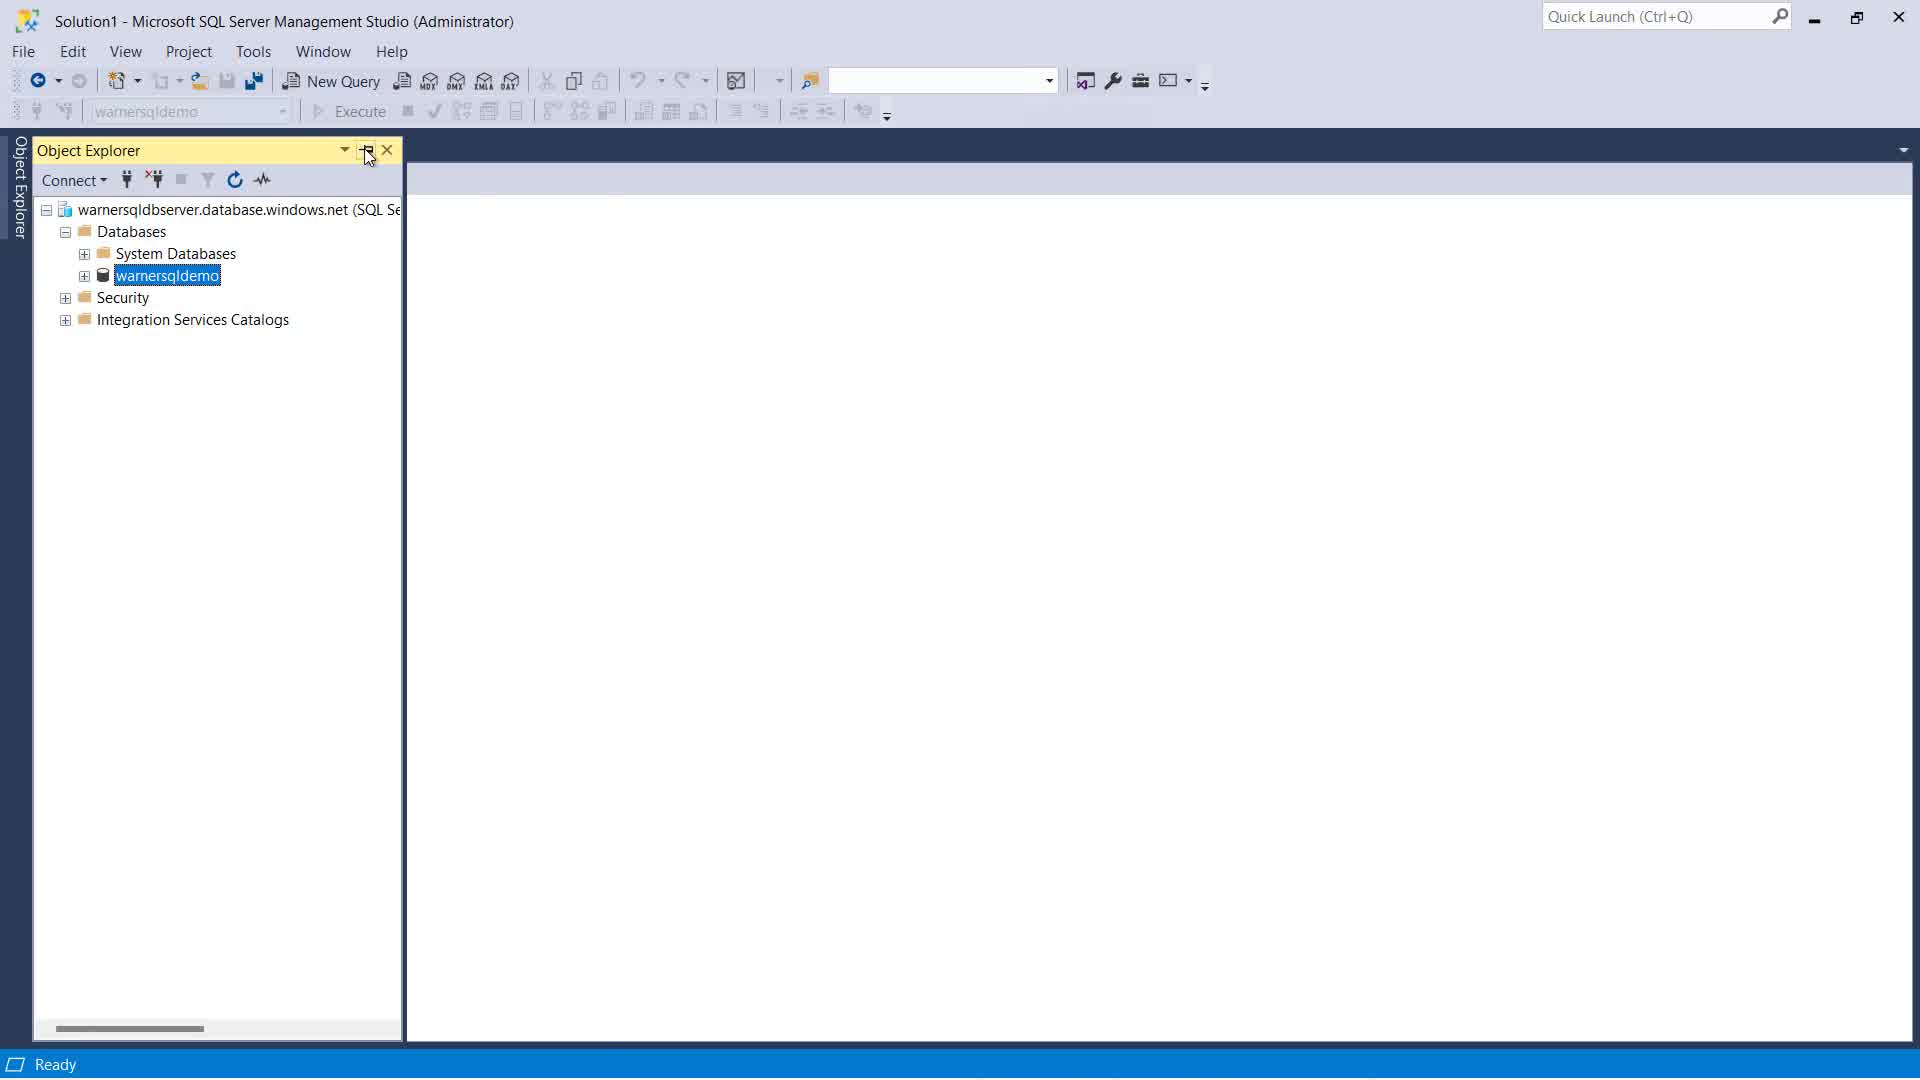 Solution1 - Microsoft SQL Server Management Studio (Administrator)
Quick Launch (Ctrl+Q)
File Edit View Project Tools Window Help
New Query MDX DMX XMLA DAX
warnersqldemo Execute
Object Explorer
Object Explorer
Connect
warnersqldbserver.database.windows.net (SQL Se
Databases
System Databases
warnersqldemo
Security
Integration Services Catalogs
Ready